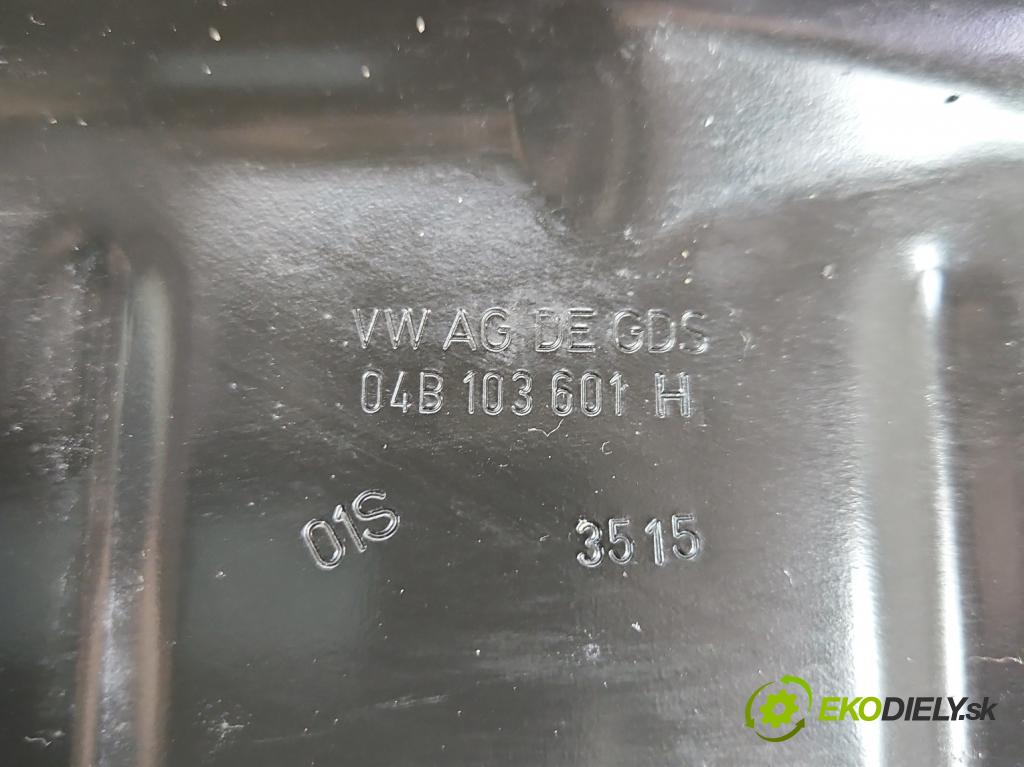 VW AG DE GDS
04B 103 601 H
01S
3515
EKODIELY.sk